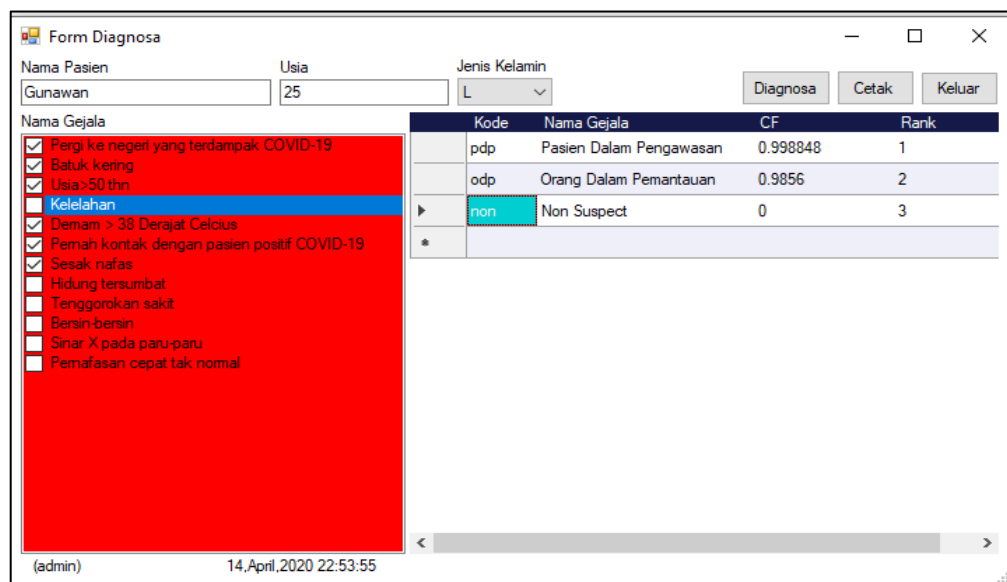 Form Diagnosa
Nama Pasien Usia Jenis Kelamin
Gunawan 25 L Diagnosa Cetak Keluar
Nama Gejala
Pergi ke negeri yang terdampak COVID-19
Batuk kering
Usia>50 thn
Kelelahan
Demam > 38 Derajat Celcius
Pernah kontak dengan pasien positif COVID-19
Sesak nafas
Hidung tersumbat
Tenggorokan sakit
Bersin-bersin
Sinar X pada paru-paru
Pernafasan cepat tak normal
Kode Nama Gejala CF Rank
pdp Pasien Dalam Pengawasan 0.998848 1
odp Orang Dalam Pemantauan 0.9856 2
non Non Suspect 0 3
(admin) 14,April,2020 22:53:55